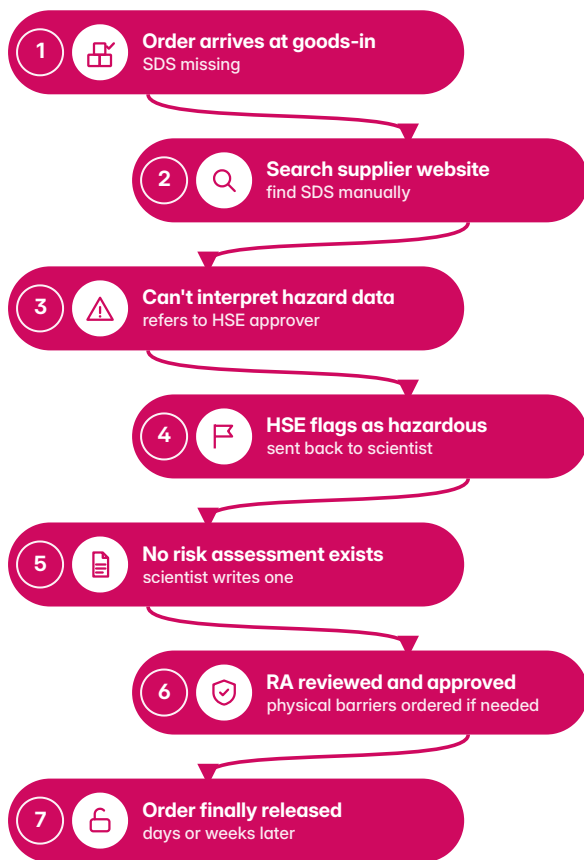 1
Order arrives at goods-in
SDS missing
2
Search supplier website
find SDS manually
3
Can't interpret hazard data
refers to HSE approver
4
HSE flags as hazardous
sent back to scientist
5
No risk assessment exists
scientist writes one
6
RA reviewed and approved
physical barriers ordered if needed
7
Order finally released
days or weeks later